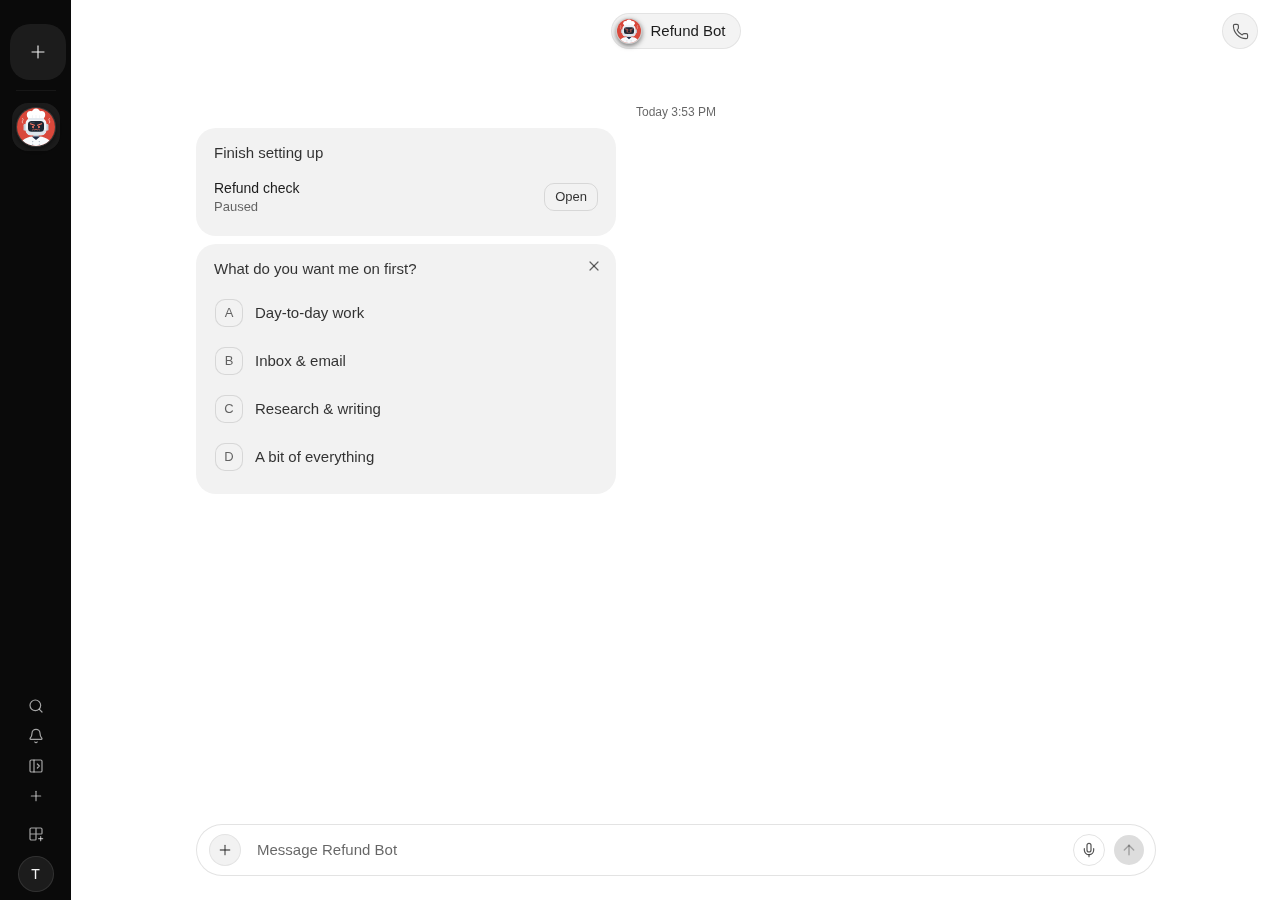 Refund Bot
Today 3:53 PM
Finish setting up
Refund check
Paused
Open
What do you want me on first?
A Day-to-day work
B Inbox & email
C Research & writing
D A bit of everything
Message Refund Bot
T